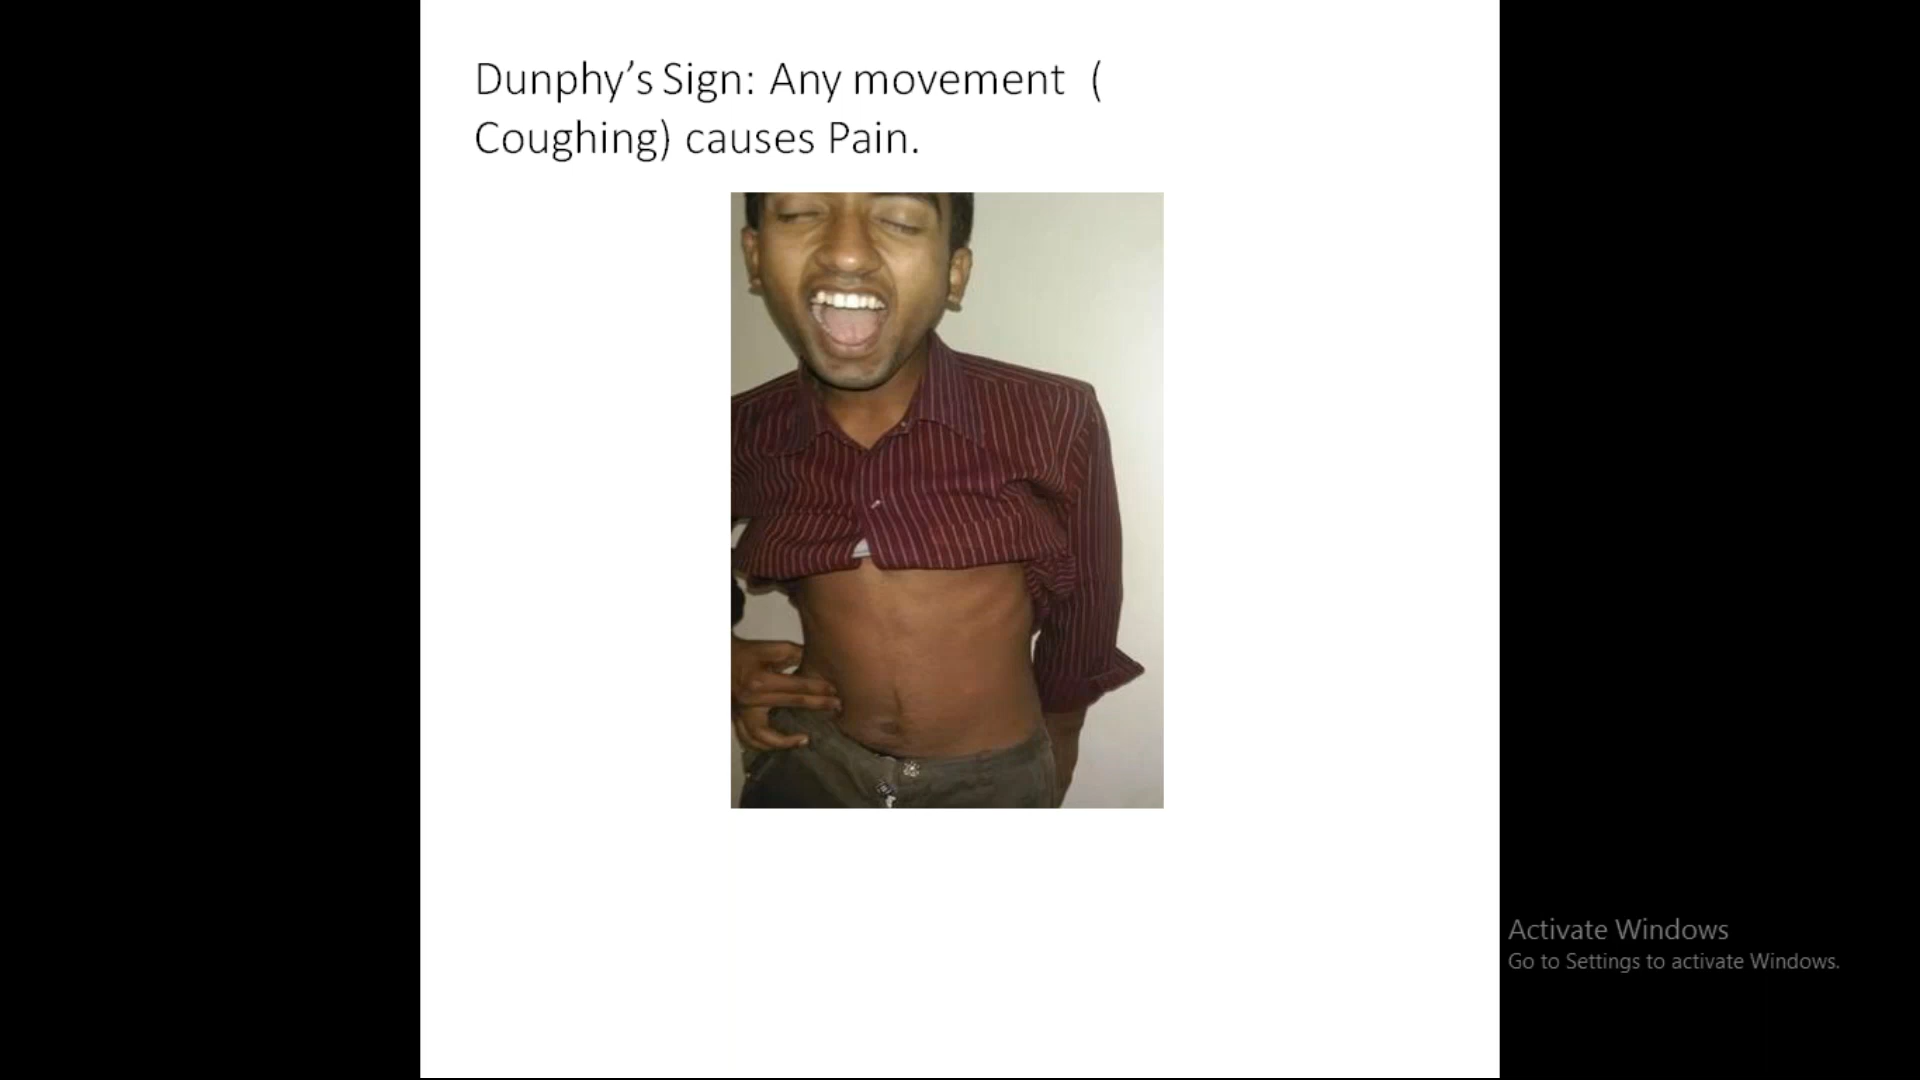 Dunphy’s Sign: Any movement  (
Coughing) causes Pain.
Activate Windows
Go to Settings to activate Windows.